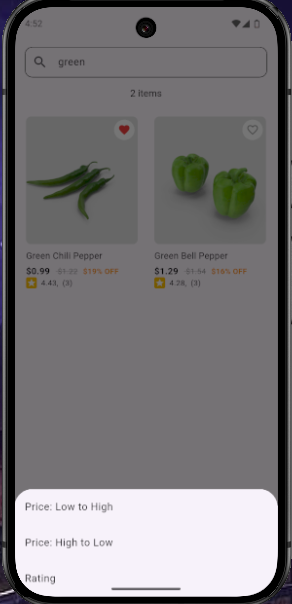 4:52
green
2 items
Green Chili Pepper
$0.99 $1.22 $19% OFF
4.43, (3)
Green Bell Pepper
$1.29 $1.54 $16% OFF
4.28, (3)
Price: Low to High
Price: High to Low
Rating